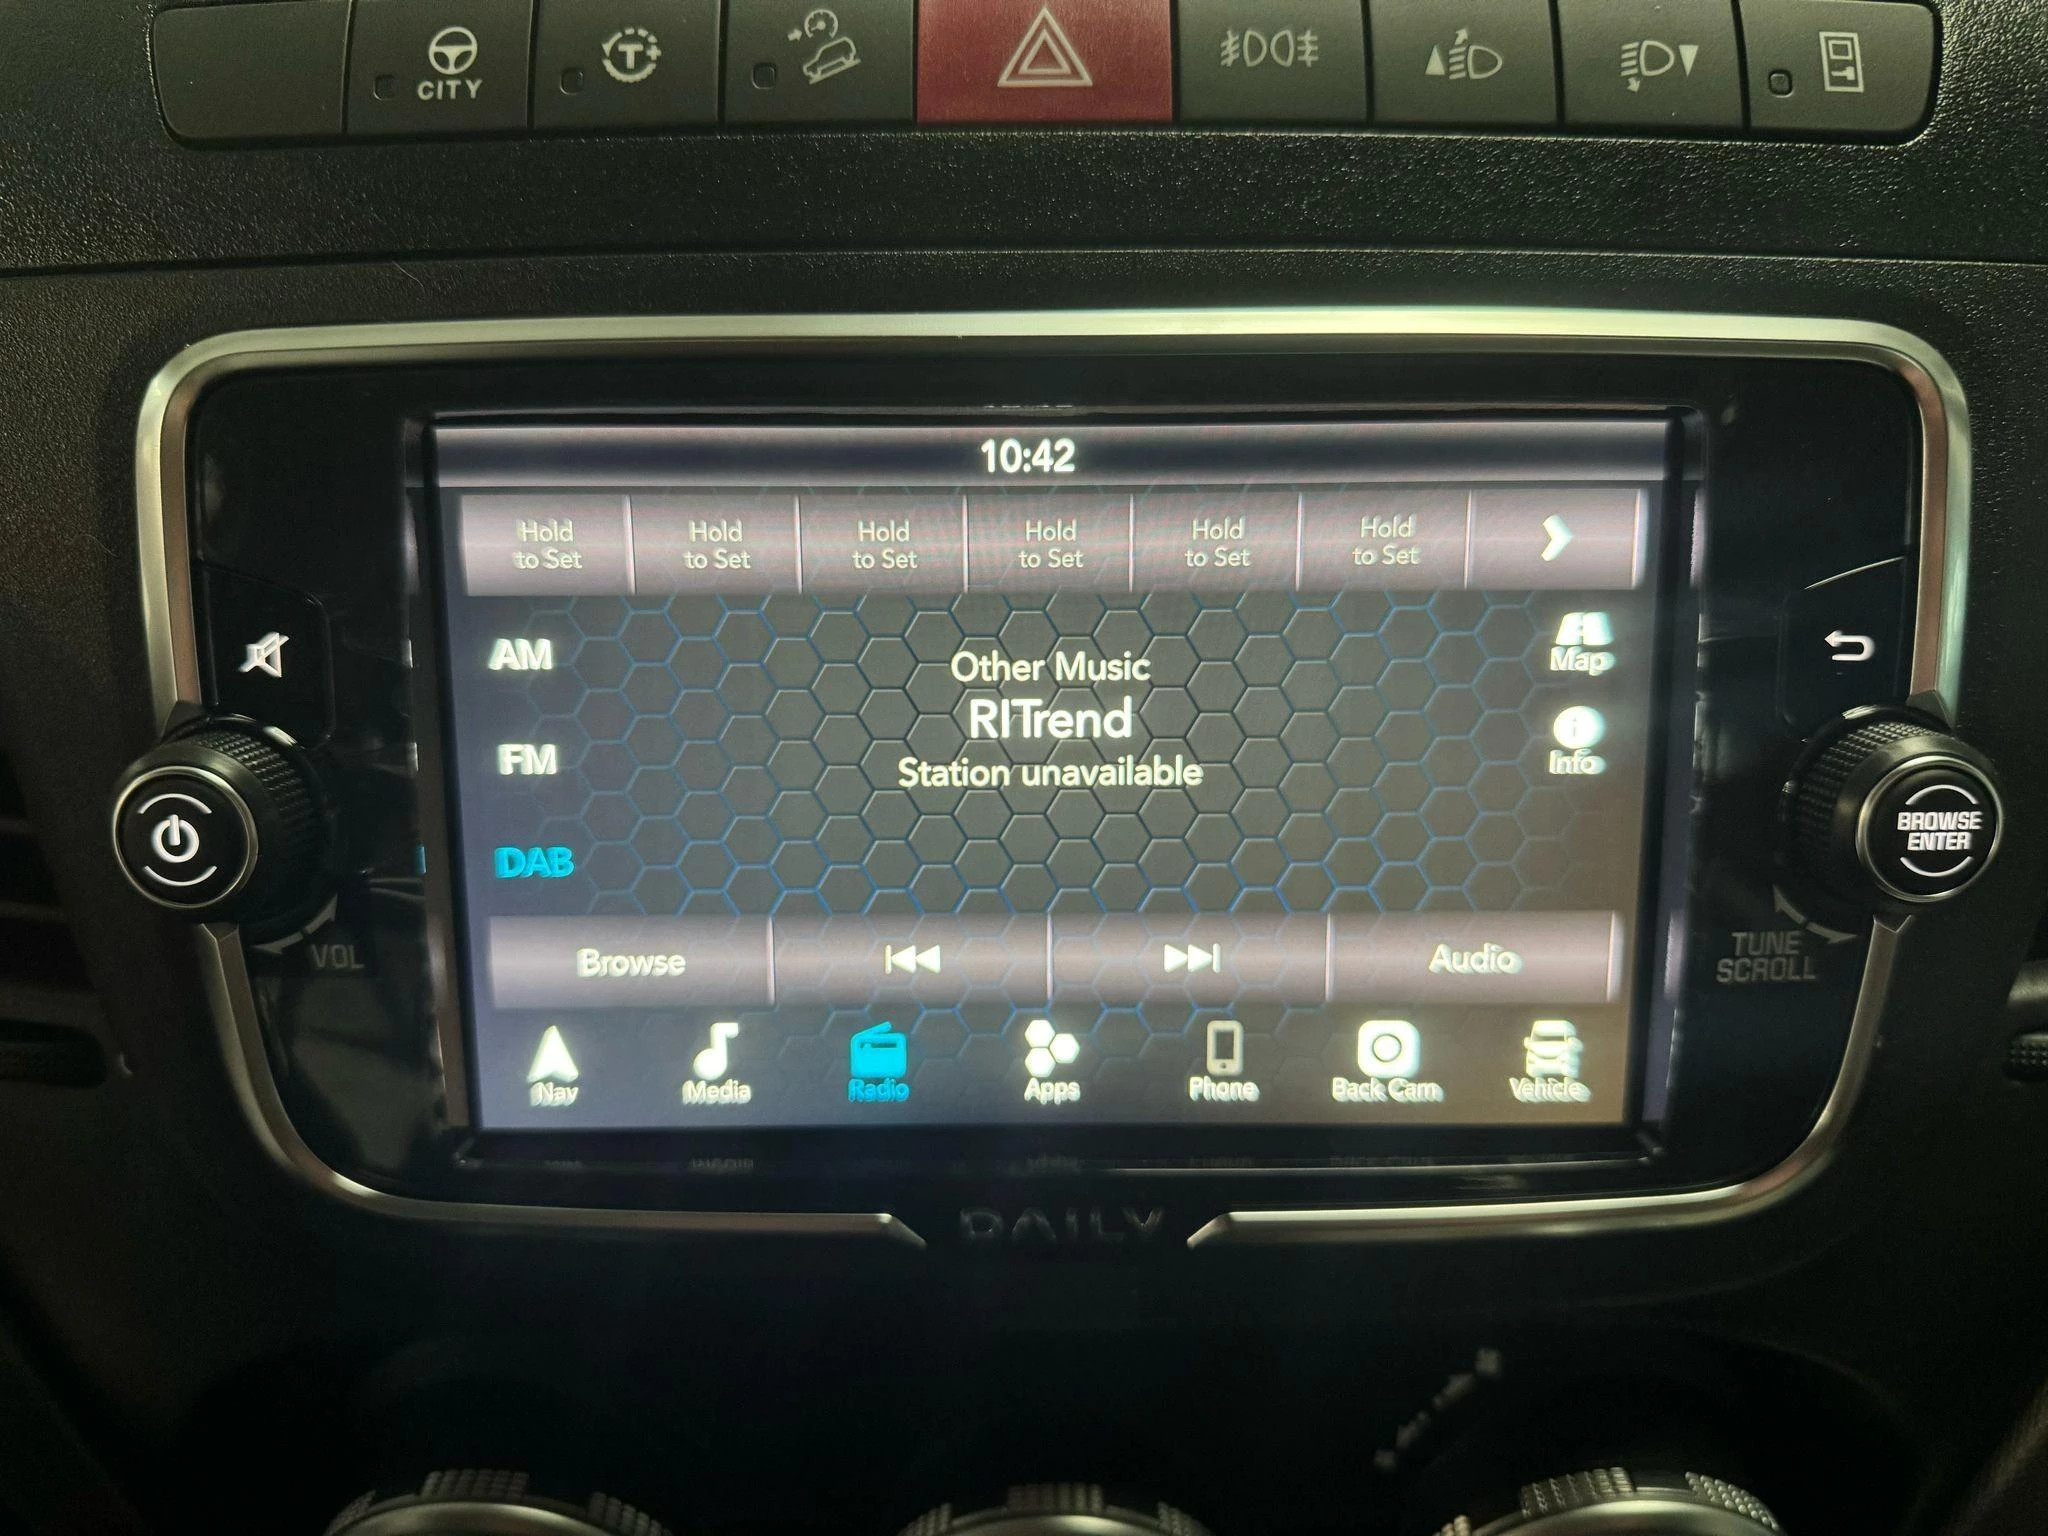 CITY
T
10:42
Hold to Set
Hold to Set
Hold to Set
Hold to Set
Hold to Set
Hold to Set
AM
Other Music
Map
RITrend
FM
Station unavailable
Info
DAB
BROWSE
ENTER
VOL
Browse
Audio
TUNE
SCROLL
Nav
Media
Radio
Apps
Phone
Back Cam
Vehicle
DAILY